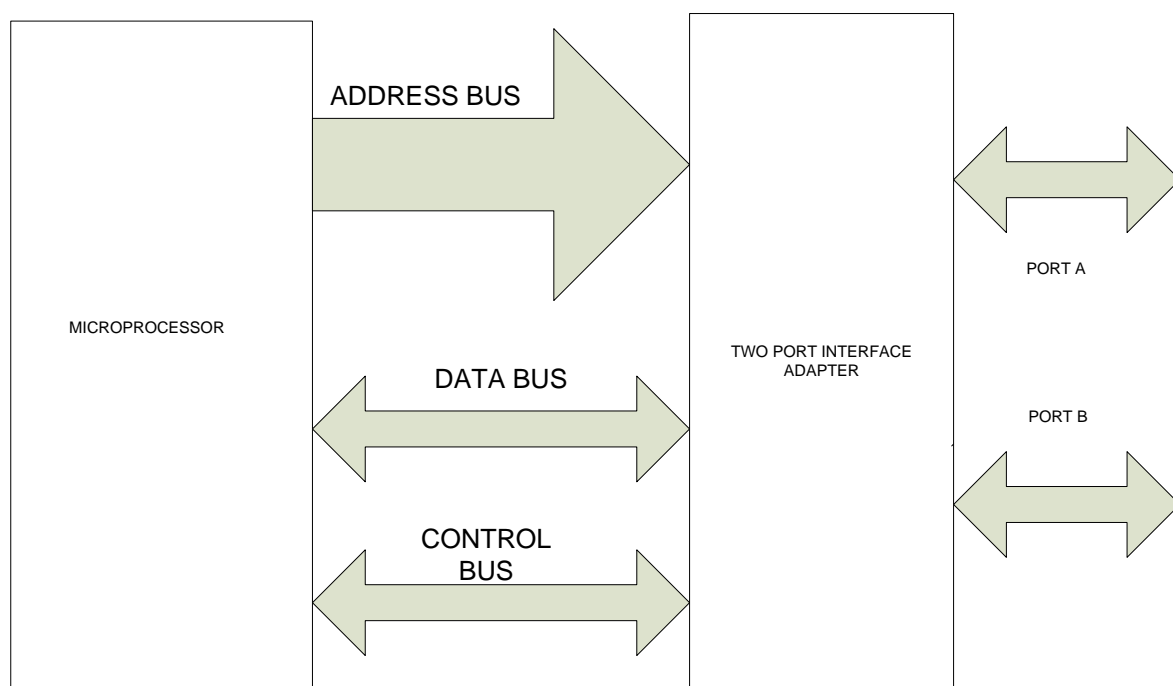 ADDRESS BUS
MICROPROCESSOR
DATA BUS
CONTROL
BUS
TWO PORT INTERFACE
ADAPTER
PORT A
PORT B